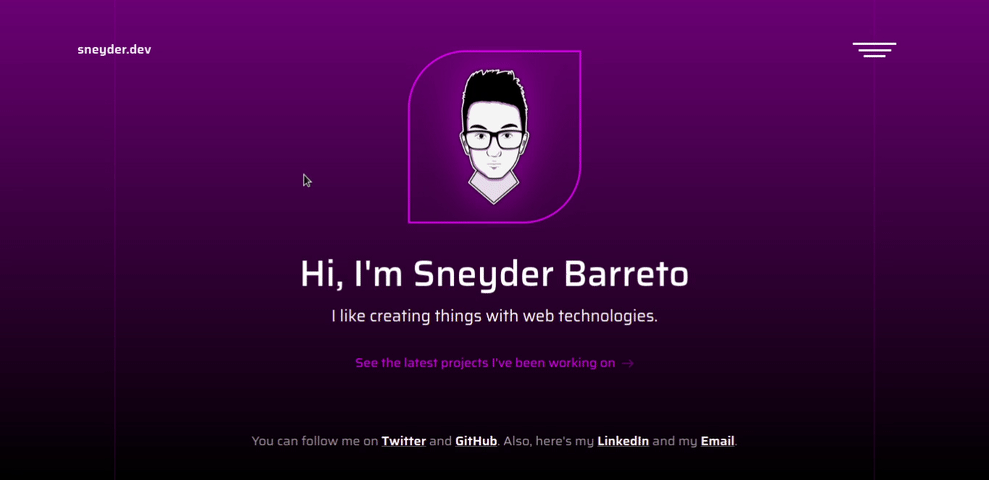 sneyder.dev
Hi, I'm Sneyder Barreto
I like creating things with web technologies.
See the latest projects I've been working on →
You can follow me on Twitter and GitHub. Also, here's my LinkedIn and my Email.